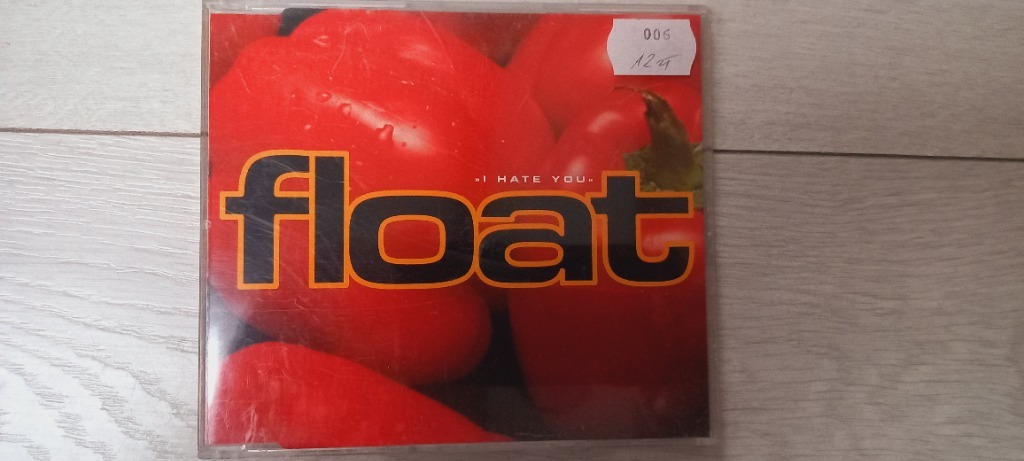 006
12 zł
»I HATE YOU«
float